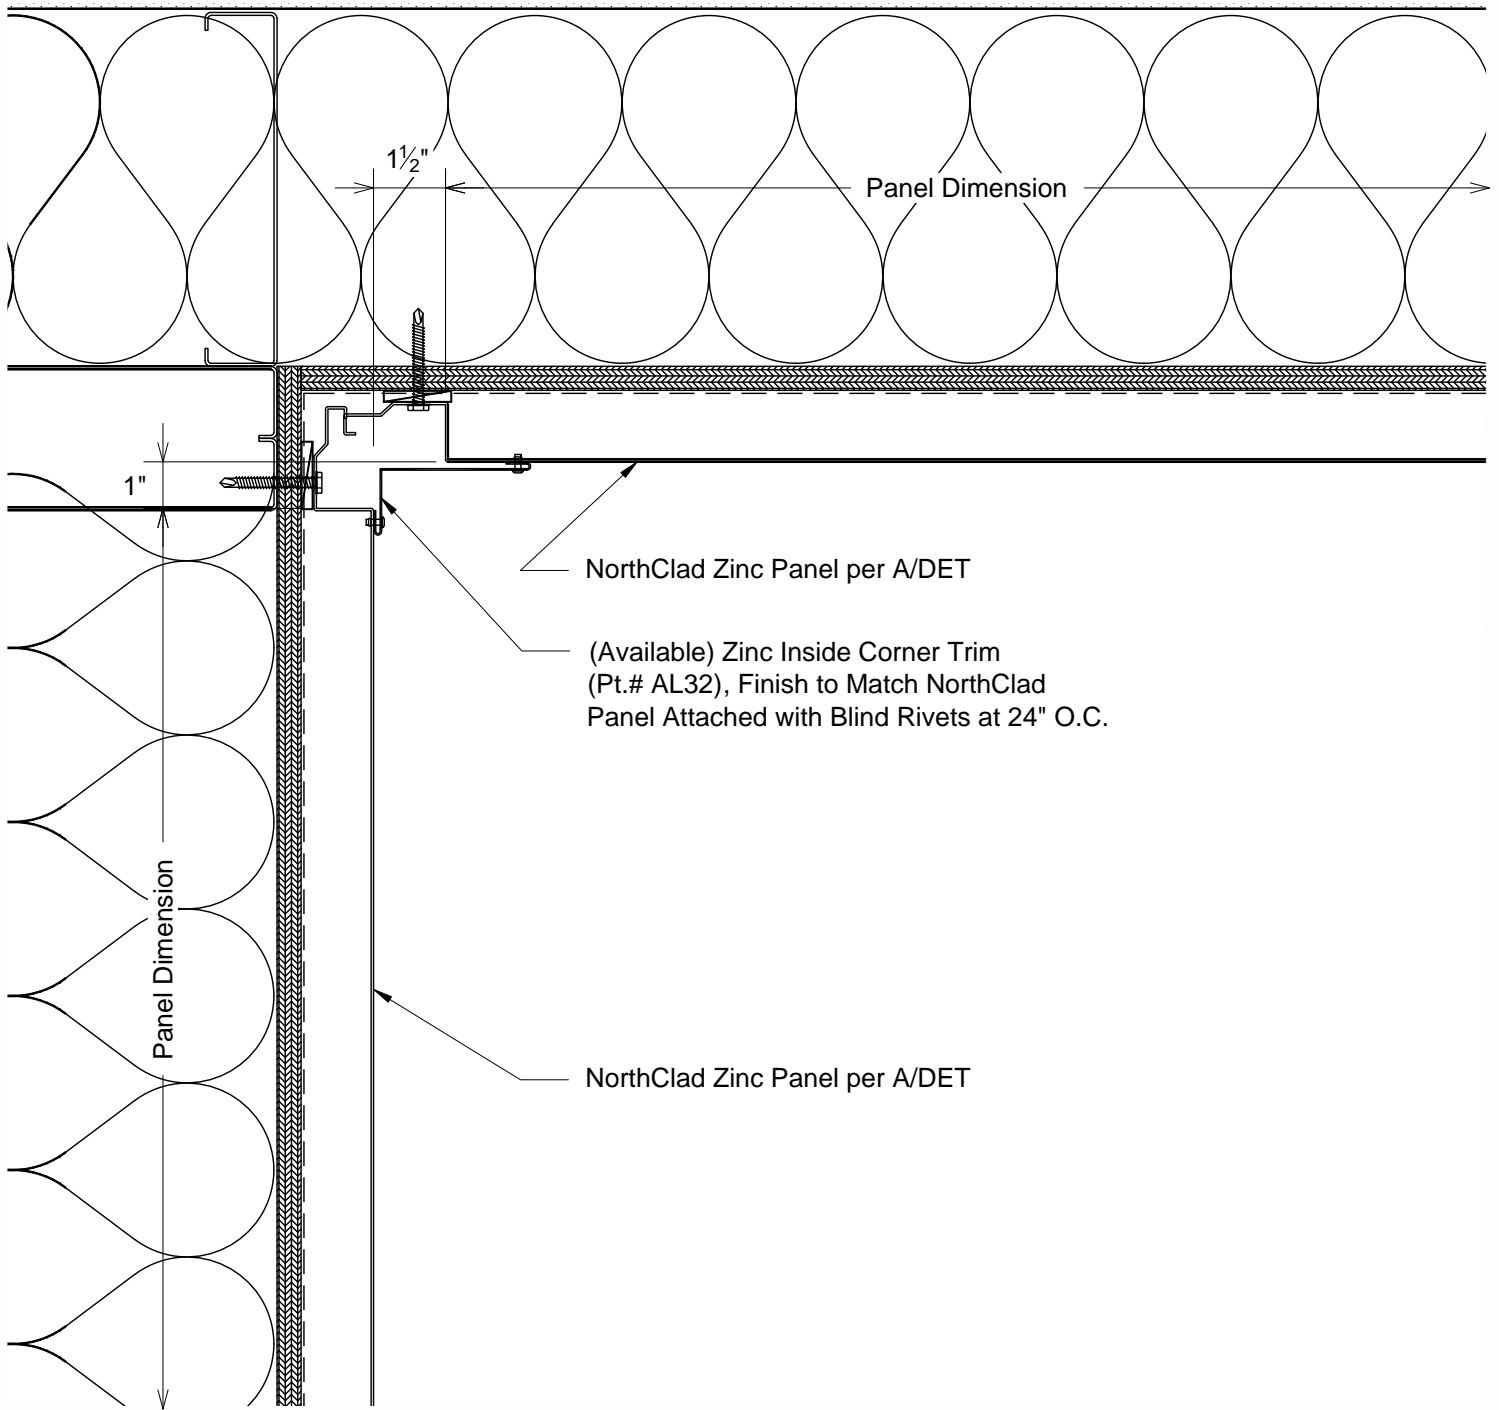 1½"
Panel Dimension
1"
NorthClad Zinc Panel per A/DET
(Available) Zinc Inside Corner Trim
(Pt.# AL32), Finish to Match NorthClad
Panel Attached with Blind Rivets at 24" O.C.
Panel Dimension
NorthClad Zinc Panel per A/DET